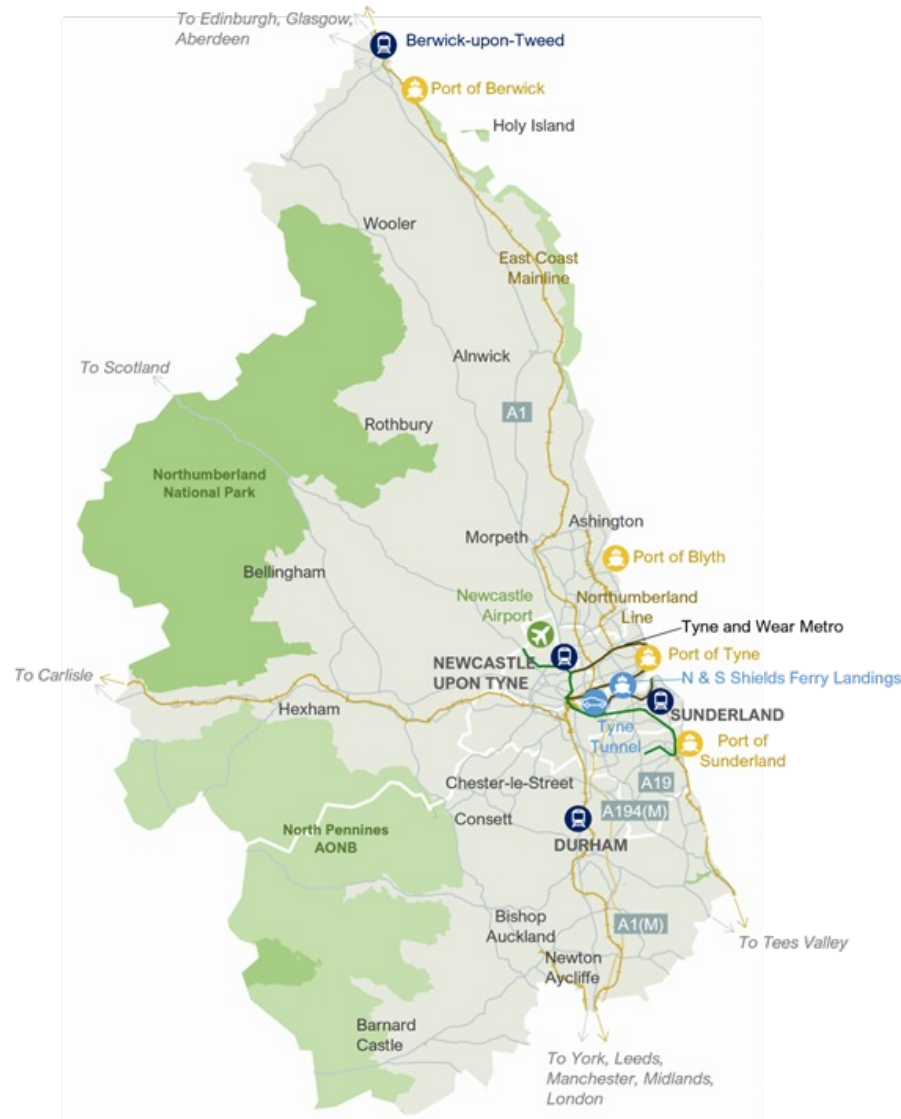 To Edinburgh, Glasgow,
Aberdeen
Berwick-upon-Tweed
Port of Berwick
Holy Island
Wooler
East Coast
Mainline
Alnwick
To Scotland
A1
Rothbury
Northumberland
National Park
Ashington
Morpeth
Port of Blyth
Bellingham
Newcastle
Airport
Northumberland
Line
Tyne and Wear Metro
Port of Tyne
NEWCASTLE
UPON TYNE
To Carlisle
N & S Shields Ferry Landings
Hexham
SUNDERLAND
Tyne
Tunnel
Port of
Sunderland
Chester-le-Street
A19
A194(M)
Consett
North Pennines
AONB
DURHAM
Bishop
Auckland
A1(M)
To Tees Valley
Newton
Aycliffe
Barnard
Castle
To York, Leeds,
Manchester, Midlands,
London